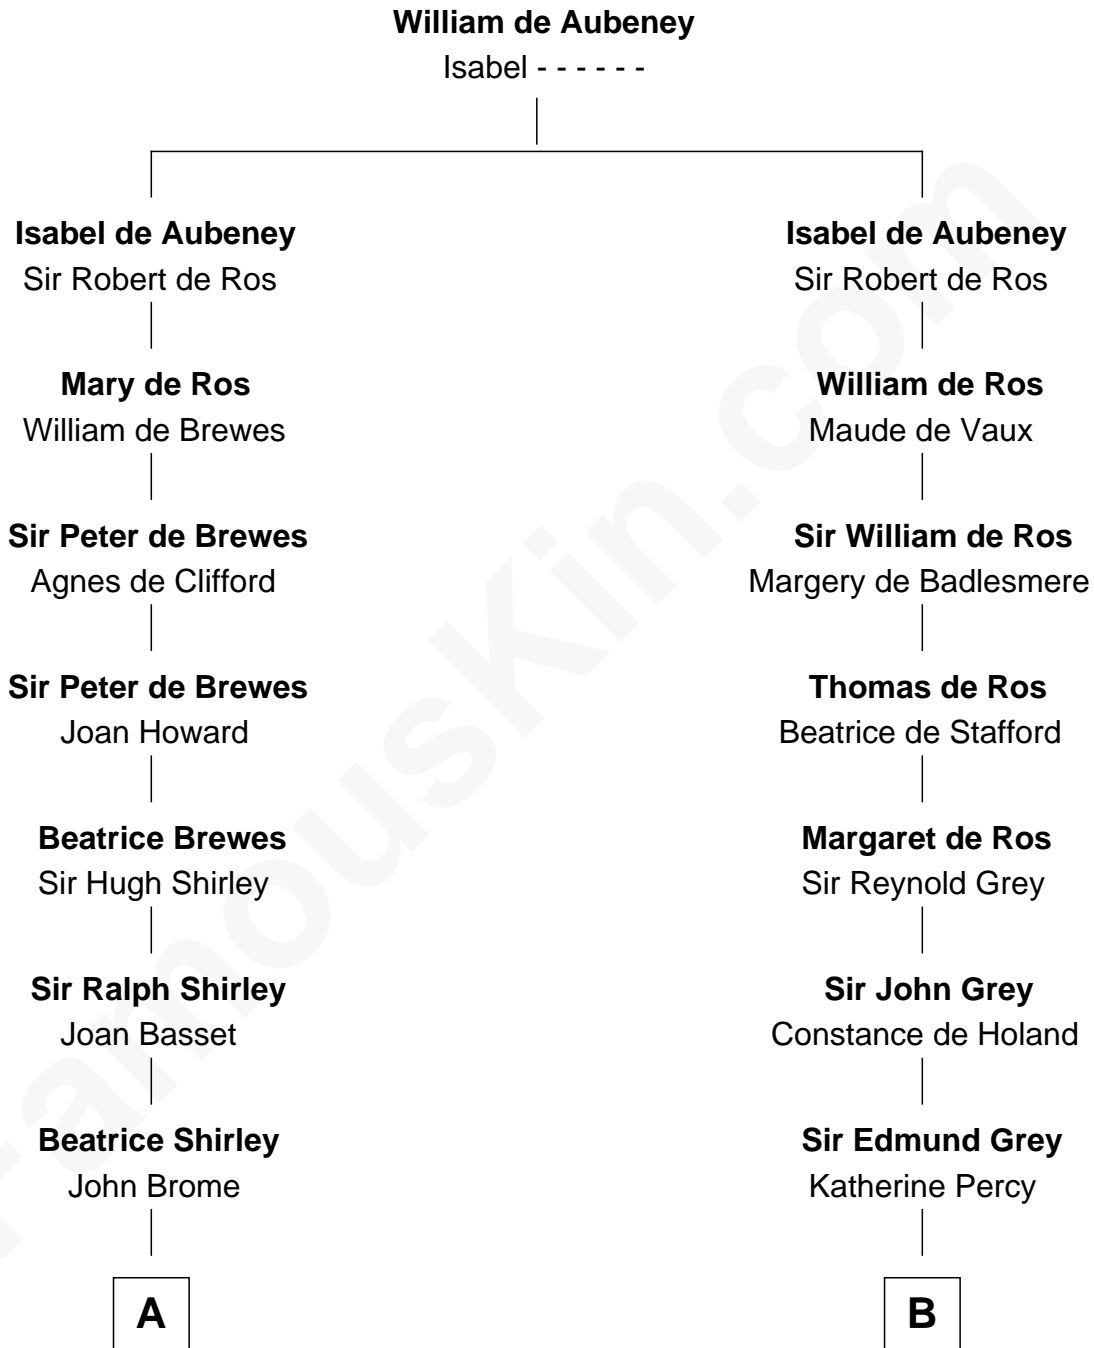 William de Aubeney
Isabel - - - - - -
Isabel de Aubeney
Sir Robert de Ros
Isabel de Aubeney
Sir Robert de Ros
Mary de Ros
William de Brewes
William de Ros
Maude de Vaux
Sir Peter de Brewes
Agnes de Clifford
Sir William de Ros
Margery de Badlesmere
Sir Peter de Brewes
Joan Howard
Thomas de Ros
Beatrice de Stafford
Beatrice Brewes
Sir Hugh Shirley
Margaret de Ros
Sir Reynold Grey
Sir Ralph Shirley
Joan Basset
Sir John Grey
Constance de Holand
Beatrice Shirley
John Brome
Sir Edmund Grey
Katherine Percy
A
B
FamousKin.com